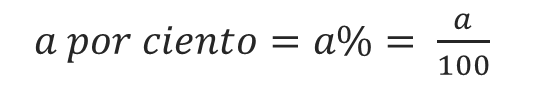 a por ciento = a% = a/100